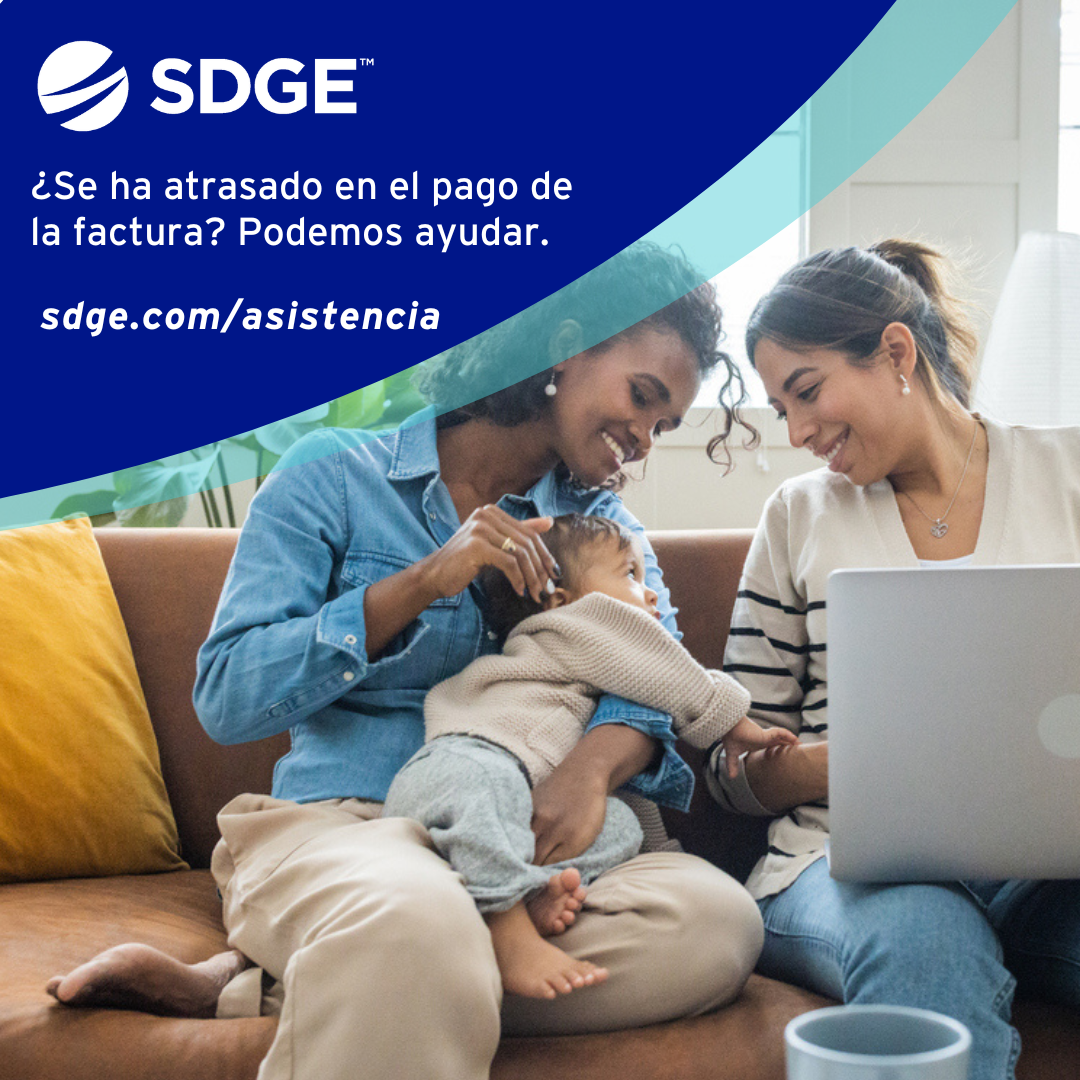 SDGE™
¿Se ha atrasado en el pago de
la factura? Podemos ayudar.
sdge.com/asistencia